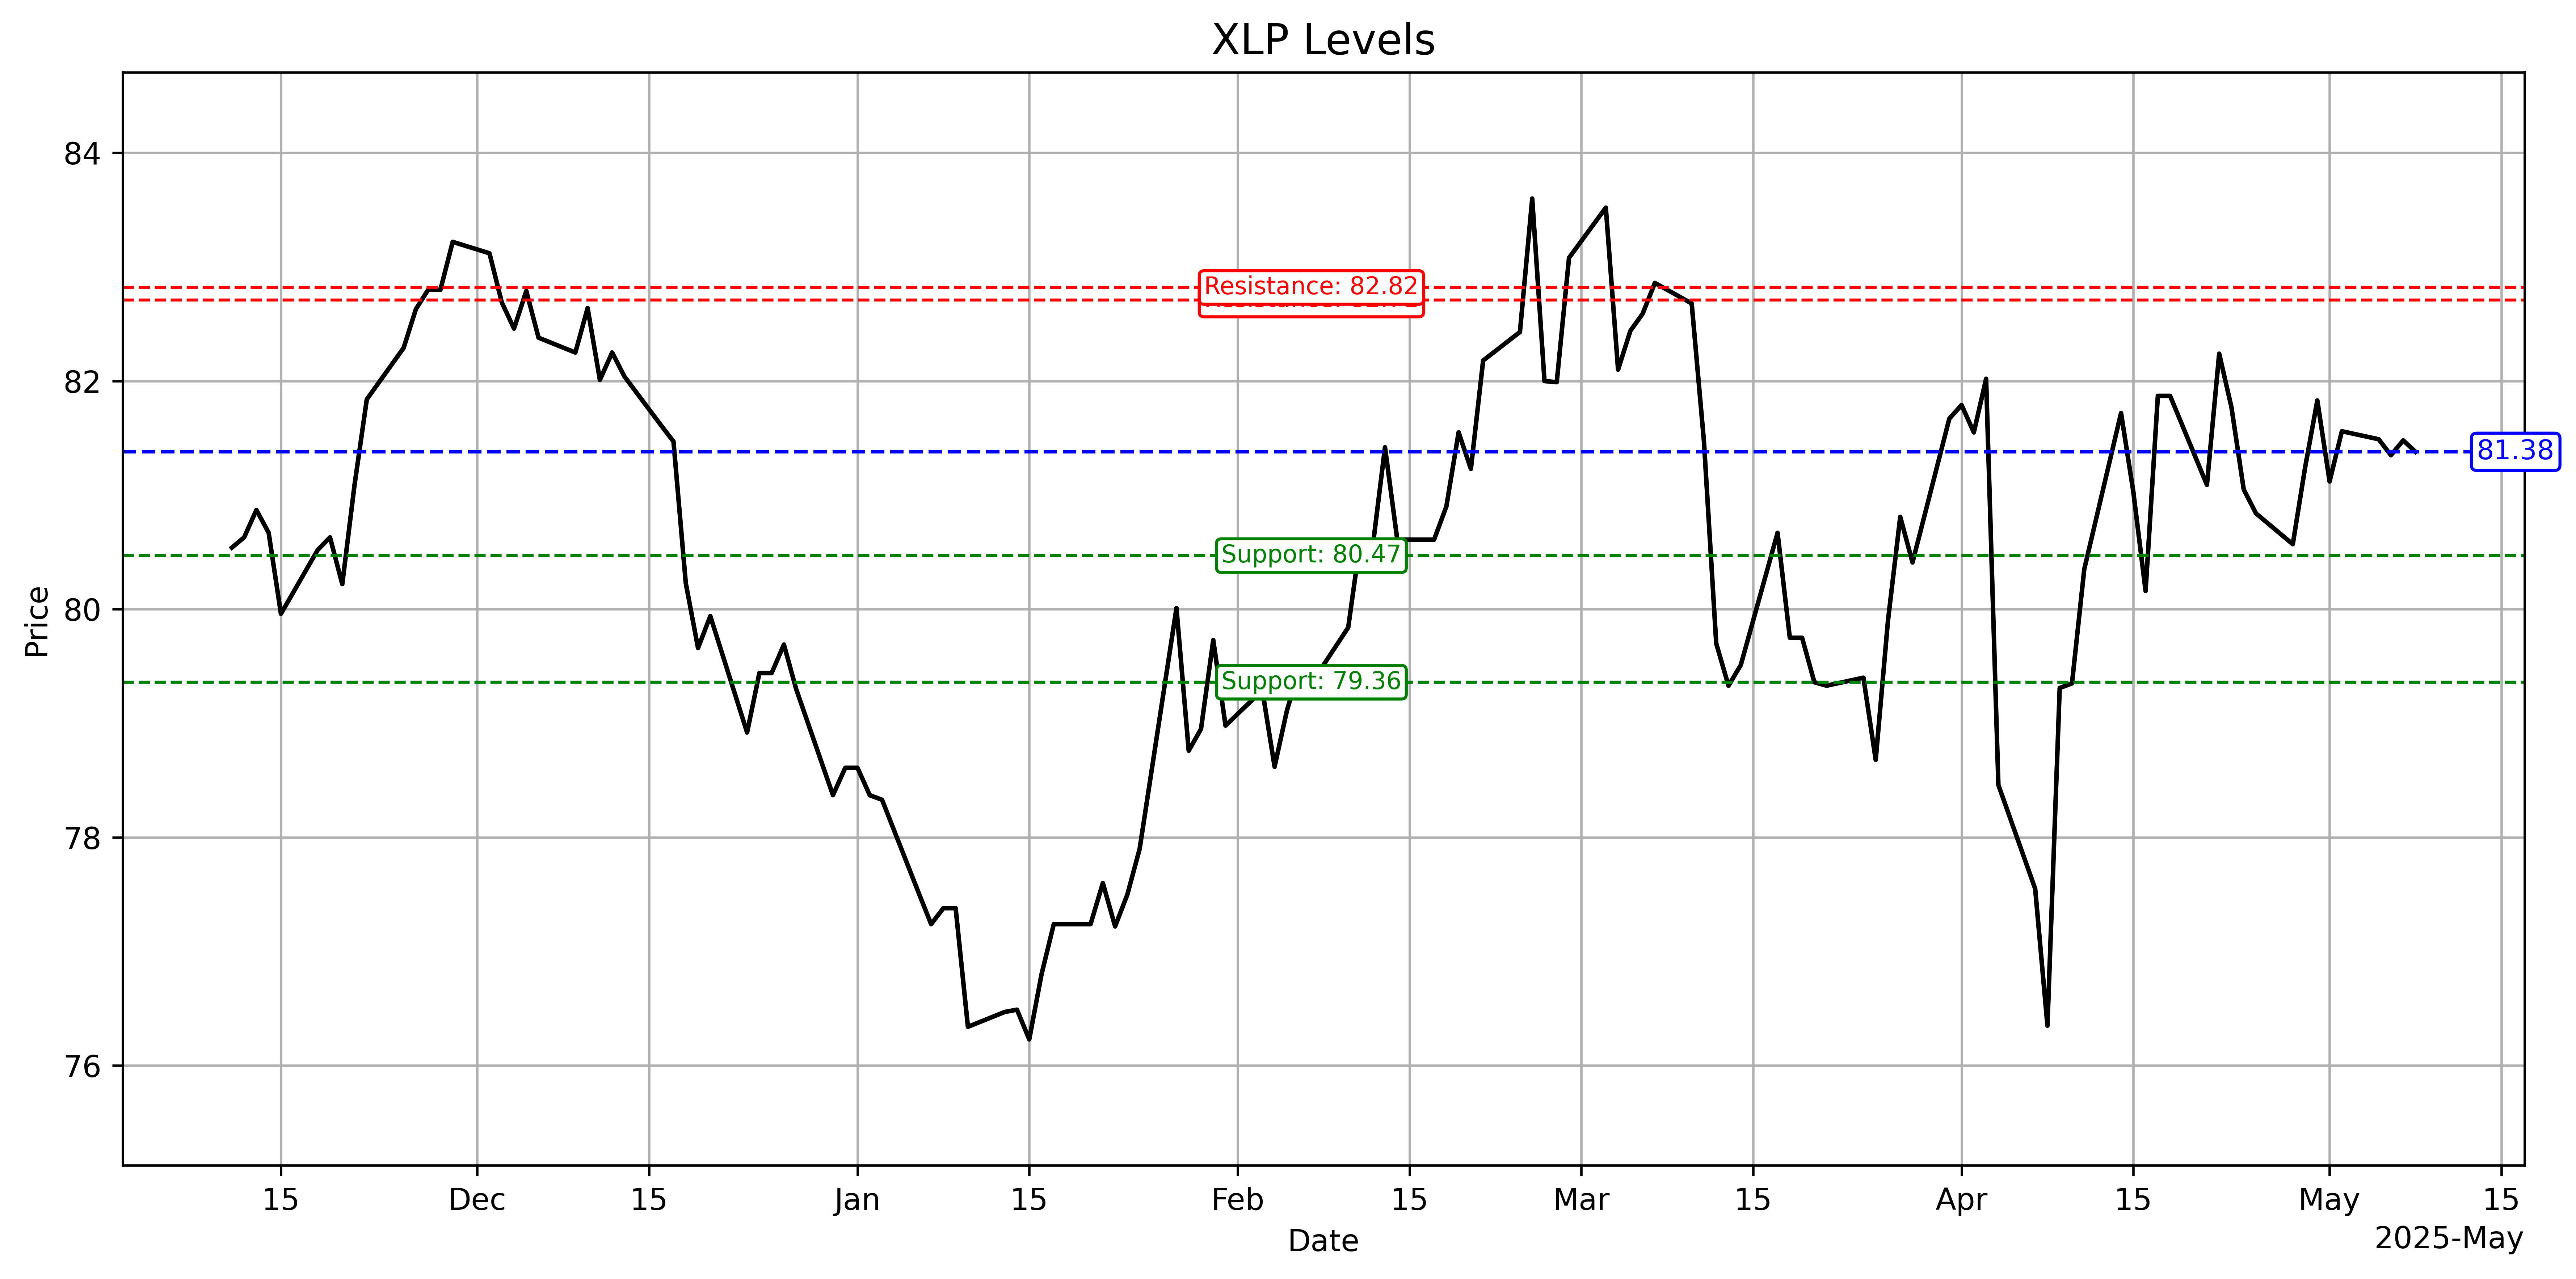 XLP Levels
84
82
80
78
76
Price
Resistance: 82.82
81.38
Support: 80.47
Support: 79.36
15
Dec
15
Jan
15
Feb
15
Mar
15
Apr
15
May
15
Date
2025-May